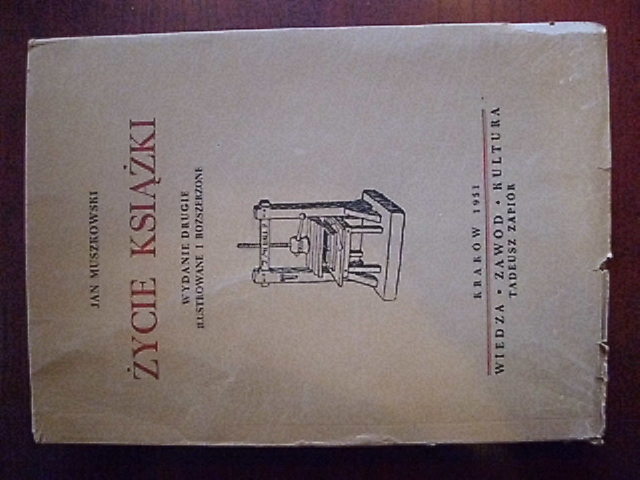 JAN MUSZKOWSKI
ŻYCIE KSIĄŻKI
WYDANIE DRUGIE
ILUSTROWANE I ROZSZERZONE
KRAKÓW 1951
WIEDZA • ZAWÓD • KULTURA
TADEUSZ ZAPIÓR